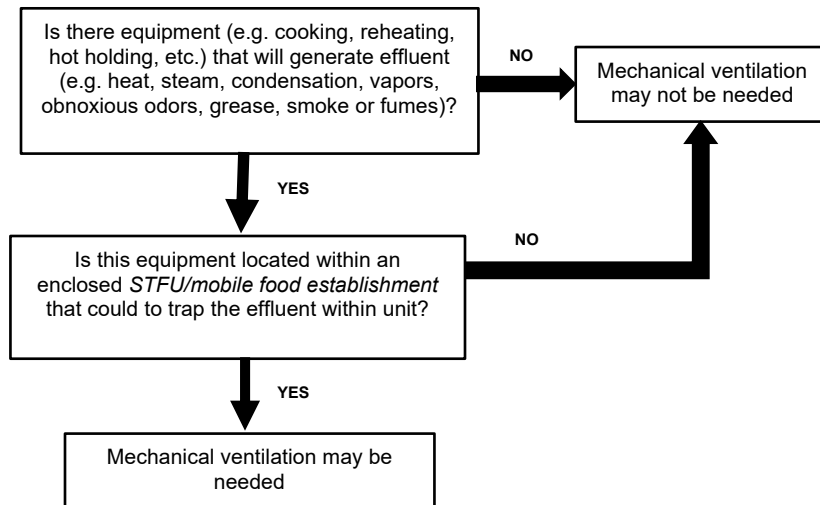 Is there equipment (e.g. cooking, reheating,
hot holding, etc.) that will generate effluent
(e.g. heat, steam, condensation, vapors,
obnoxious odors, grease, smoke or fumes)?
NO
Mechanical ventilation
may not be needed
YES
Is this equipment located within an
enclosed STFU/mobile food establishment
that could to trap the effluent within unit?
NO
YES
Mechanical ventilation may be
needed